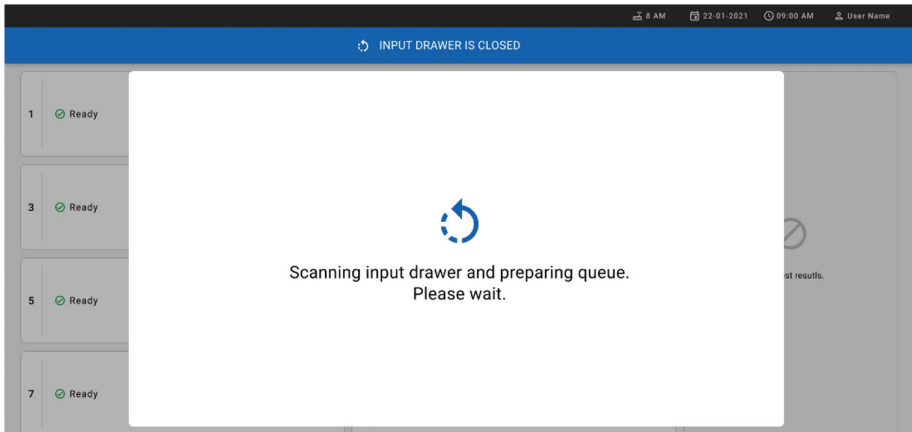 8 AM 22-01-2021 09:00 AM User Name
INPUT DRAWER IS CLOSED
1 Ready
3 Ready
5 Ready
7 Ready
Scanning input drawer and preparing queue.
Please wait.
resutls.